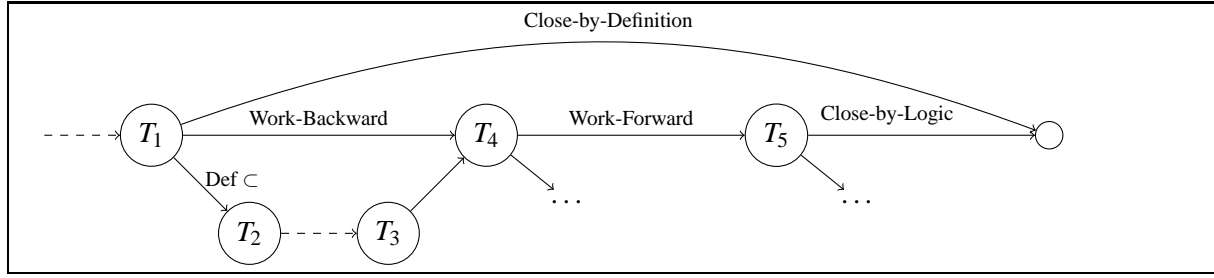 Close-by-Definition
T1 Work-Backward T4 Work-Forward T5 Close-by-Logic
Def ⊂
... ...
T2 T3